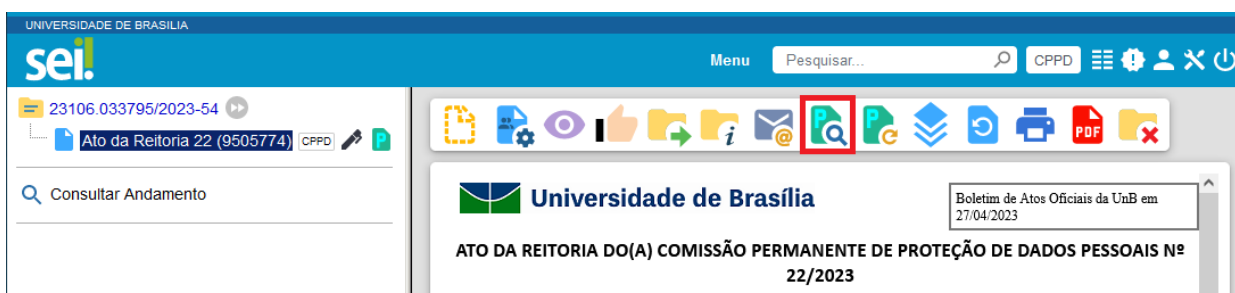 UNIVERSIDADE DE BRASILIA
sei!
Menu
Pesquisar...
CPPD
23106.033795/2023-54
Ato da Reitoria 22 (9505774) CPPD P
Consultar Andamento
i @ P P PDF
Universidade de Brasília
Boletim de Atos Oficiais da UnB em
27/04/2023
ATO DA REITORIA DO(A) COMISSÃO PERMANENTE DE PROTEÇÃO DE DADOS PESSOAIS Nº
22/2023